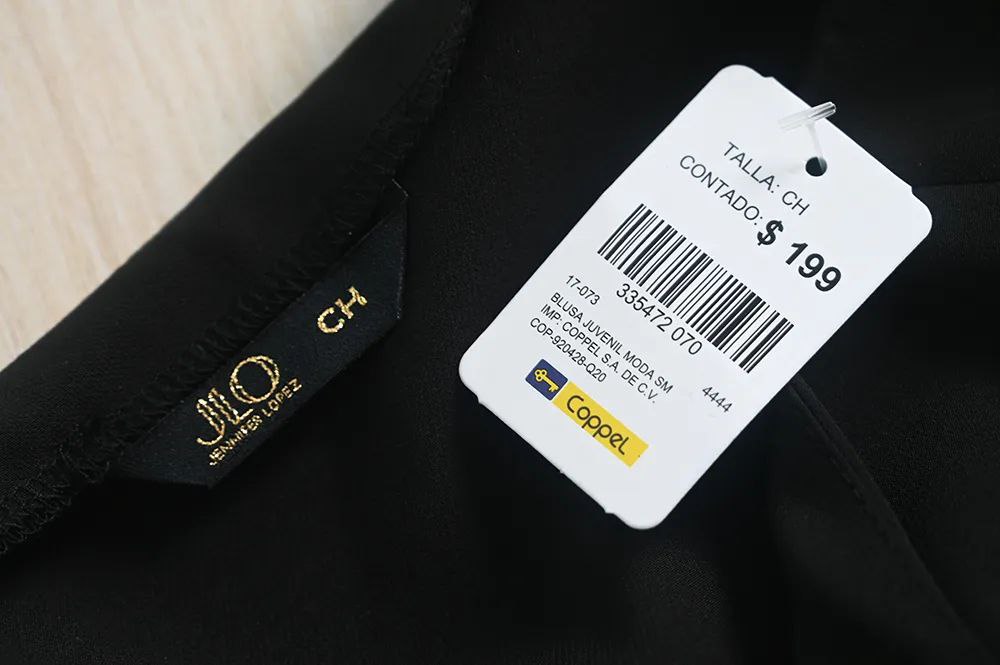 JLO
JENNIFER LOPEZ
CH
TALLA: CH
CONTADO: $ 199
17-073 335472 070
BLUSA JUVENIL MODA SM 4444
IMP: COPPEL S.A. DE C.V.
COP-920428-Q20
Coppel